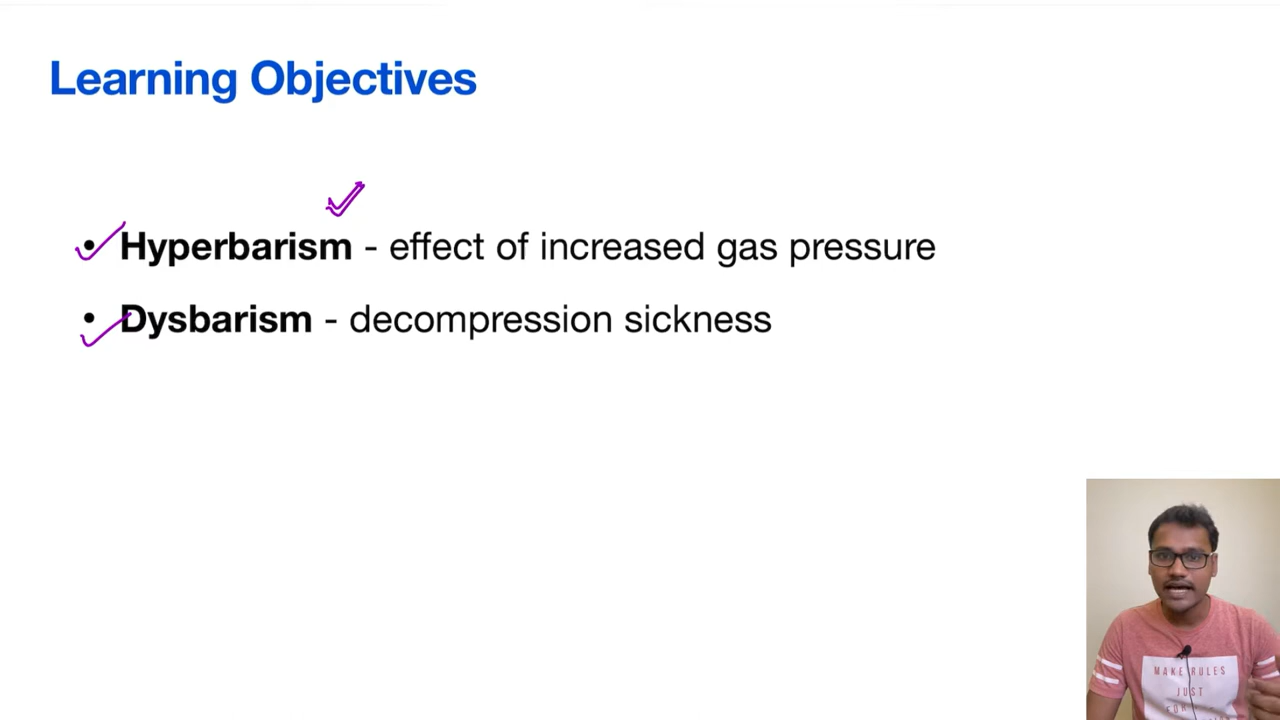 Learning Objectives
• Hyperbarism - effect of increased gas pressure
• Dysbarism - decompression sickness
MAKE RULES
JUST